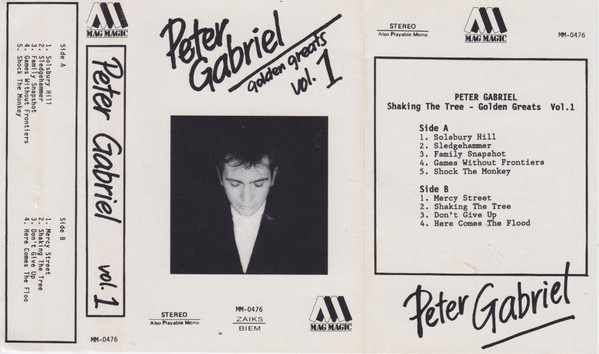 Side A
1. Solsbury Hill
2. Sledgehammer
3. Family Snapshot
4. Games Without Frontiers
5. Shock The Monkey
Side B
1. Mercy Street
2. Shaking The Tree
3. Don't Give Up
4. Here Comes The Floo
MAG MAGIC
Peter Gabriel vol. 1
MM-0476
Peter
Gabriel
golden greats
vol. 1
STEREO
Also Playable Mono
MM-0476
ZAIKS
BIEM
MAG MAGIC
STEREO
Also Playable Mono
MAG MAGIC
MM-0476
PETER GABRIEL
Shaking The Tree - Golden Greats Vol.1
Side A
1. Solsbury Hill
2. Sledgehammer
3. Family Snapshot
4. Games Without Frontiers
5. Shock The Monkey
Side B
1. Mercy Street
2. Shaking The Tree
3. Don't Give Up
4. Here Comes The Flood
Peter Gabriel